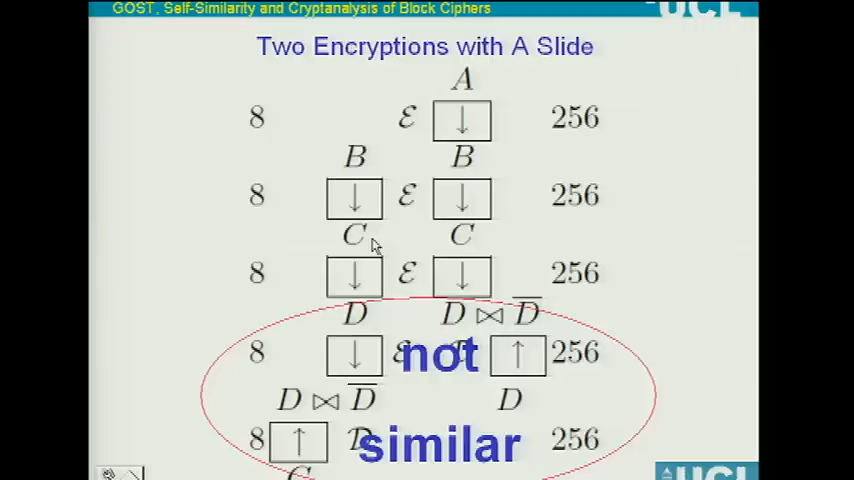 GOST, Self-Similarity and Cryptanalysis of Block Ciphers
UCL
Two Encryptions with A Slide
A
8 ℰ ↓ 256
B B
8 ↓ ℰ ↓ 256
C C
8 ↓ ℰ ↓ 256
D D ⋈ D̅
8 ↓ not ↑ 256
D ⋈ D̅ D
8 ↑ similar 256
C
UCL